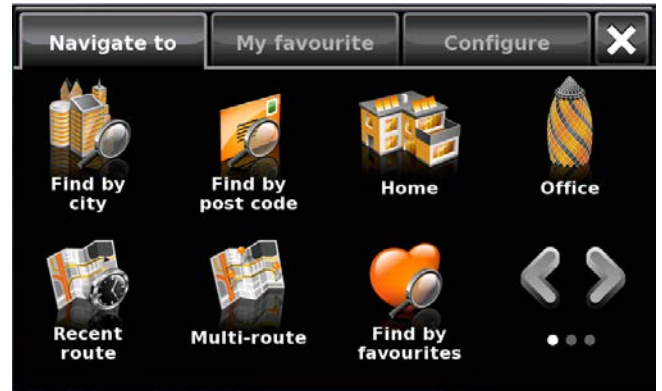 Navigate to
My favourite
Configure
Find by
city
Find by
post code
Home
Office
Recent
route
Multi-route
Find by
favourites